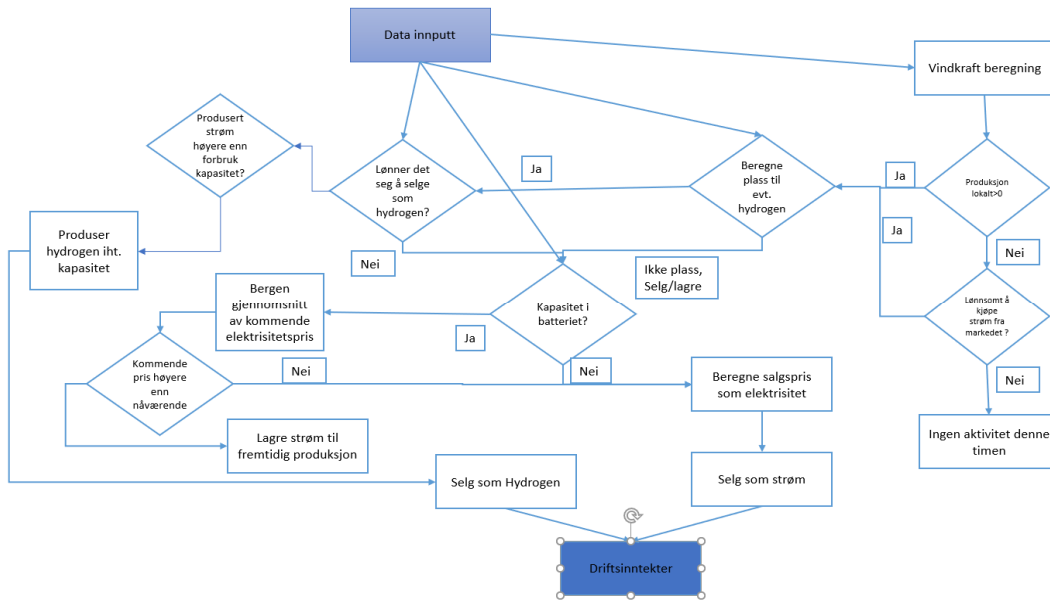 Data innputt
Vindkraft beregning
Produsert
strøm
høyere enn
forbruk
kapasitet?
Lønner det
seg å selge
som
hydrogen?
Ja
Beregne
plass til
evt.
hydrogen
Ja
Produksjon
lokalt>0
Ja
Nei
Produser
hydrogen iht.
kapasitet
Nei
Ikke plass,
Selg/lagre
Bergen
gjennomsnitt
av kommende
elektrisitetspris
Kapasitet i
batteriet?
Lønnsomt å
kjøpe
strøm fra
markedet ?
Ja
Kommende
pris høyere
enn
nåværende
Nei
Nei
Beregne salgspris
som elektrisitet
Nei
Lagre strøm til
fremtidig produksjon
Ingen aktivitet denne
timen
Selg som Hydrogen
Selg som strøm
Driftsinntekter